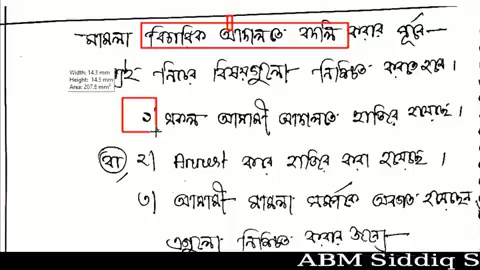 মামলা বিচারিক আদালতে বদলি করার পূর্বে—
এই নিচের বিষয়গুলো নিশ্চিত করতে হবে।
Width: 14.3 mm
Height: 14.5 mm
Area: 207.6 mm²
১ সকল আসামী আদালতে হাজির হয়েছে।
বা ২) Arrest করে হাজির করা হয়েছে।
৩) আসামী মামলা সম্পর্কে অবগত হয়েছেন
এগুলো নিশ্চিত করার জন্যে—
ABM Siddiq S